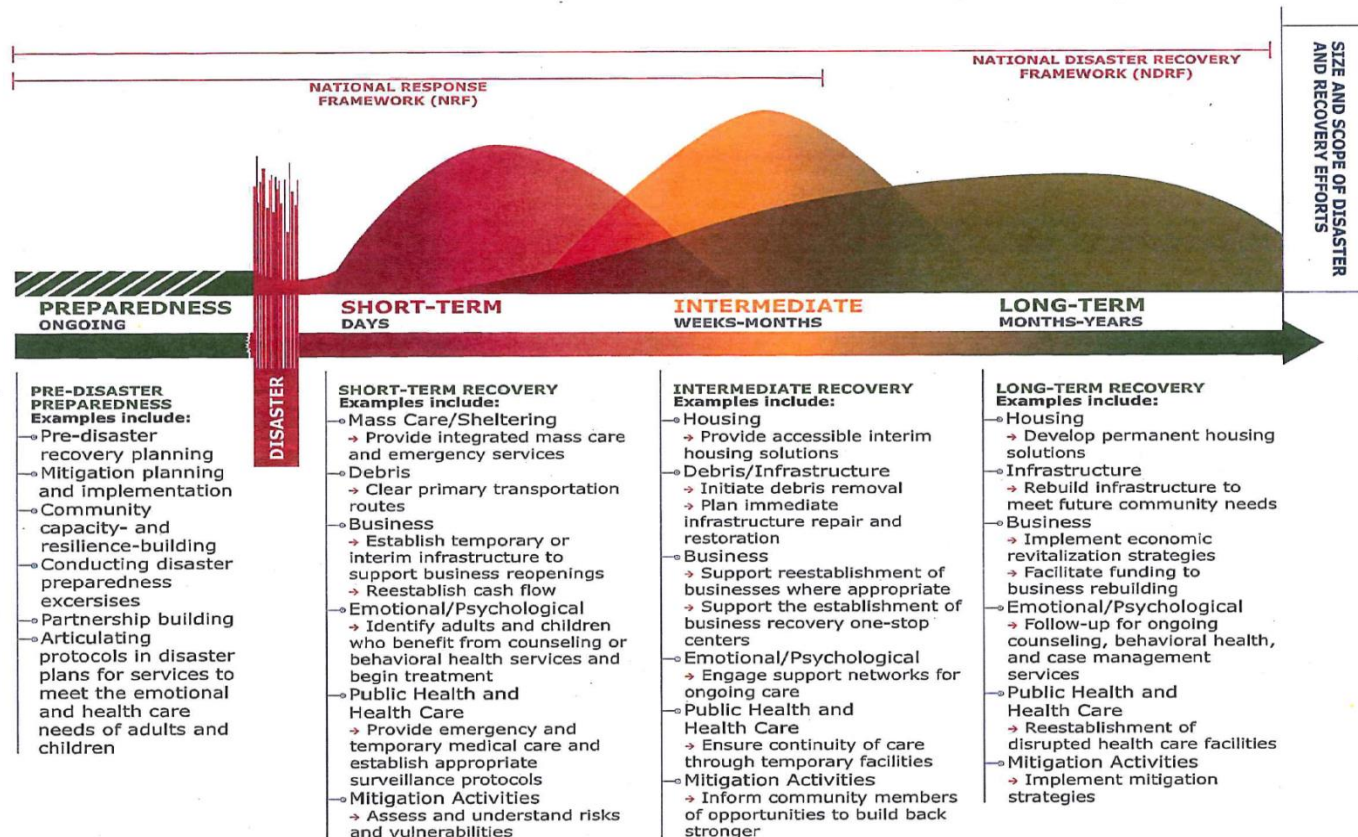 NATIONAL DISASTER RECOVERY
FRAMEWORK (NDRF)
NATIONAL RESPONSE
FRAMEWORK (NRF)
SIZE AND SCOPE OF DISASTER
AND RECOVERY EFFORTS
PREPAREDNESS
ONGOING
SHORT-TERM
DAYS
INTERMEDIATE
WEEKS-MONTHS
LONG-TERM
MONTHS-YEARS
DISASTER
PRE-DISASTER
PREPAREDNESS
Examples include:
Pre-disaster
recovery planning
Mitigation planning
and implementation
Community
capacity- and
resilience-building
Conducting disaster
preparedness
excersises
Partnership building
Articulating
protocols in disaster
plans for services to
meet the emotional
and health care
needs of adults and
children
SHORT-TERM RECOVERY
Examples include:
Mass Care/Sheltering
→ Provide integrated mass care
and emergency services
Debris
→ Clear primary transportation
routes
Business
→ Establish temporary or
interim infrastructure to
support business reopenings
→ Reestablish cash flow
Emotional/Psychological
→ Identify adults and children
who benefit from counseling or
behavioral health services and
begin treatment
Public Health and
Health Care
→ Provide emergency and
temporary medical care and
establish appropriate
surveillance protocols
Mitigation Activities
→ Assess and understand risks
and vulnerabilities
INTERMEDIATE RECOVERY
Examples include:
Housing
→ Provide accessible interim
housing solutions
Debris/Infrastructure
→ Initiate debris removal
→ Plan immediate
infrastructure repair and
restoration
Business
→ Support reestablishment of
businesses where appropriate
→ Support the establishment of
business recovery one-stop
centers
Emotional/Psychological
→ Engage support networks for
ongoing care
Public Health and
Health Care
→ Ensure continuity of care
through temporary facilities
Mitigation Activities
→ Inform community members
of opportunities to build back
stronger
LONG-TERM RECOVERY
Examples include:
Housing
→ Develop permanent housing
solutions
Infrastructure
→ Rebuild infrastructure to
meet future community needs
Business
→ Implement economic
revitalization strategies
→ Facilitate funding to
business rebuilding
Emotional/Psychological
→ Follow-up for ongoing
counseling, behavioral health,
and case management
services
Public Health and
Health Care
→ Reestablishment of
disrupted health care facilities
Mitigation Activities
→ Implement mitigation
strategies